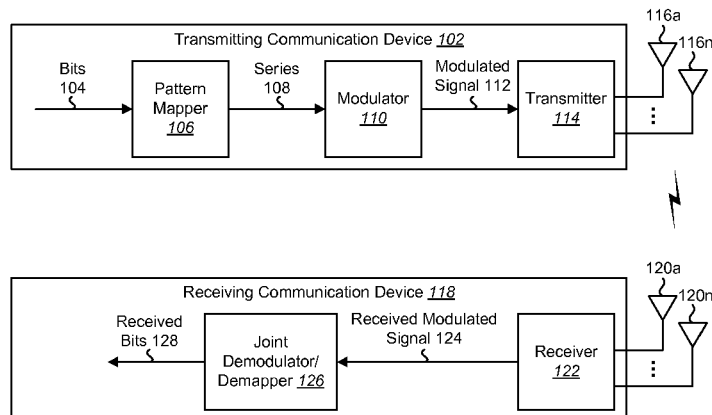 Transmitting Communication Device 102
116a
116n
Bits
104
Pattern
Mapper
106
Series
108
Modulator
110
Modulated
Signal 112
Transmitter
114
Receiving Communication Device 118
120a
120n
Received
Bits 128
Joint
Demodulator/
Demapper 126
Received Modulated
Signal 124
Receiver
122